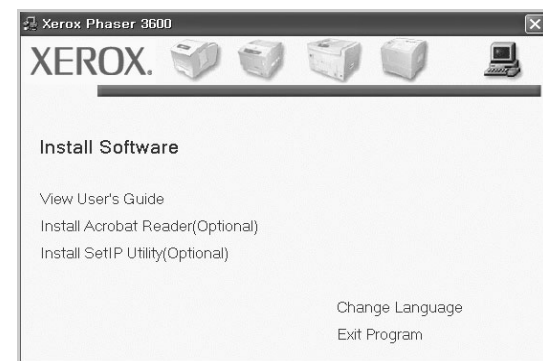 Xerox Phaser 3600
XEROX.
Install Software
View User's Guide
Install Acrobat Reader(Optional)
Install SetIP Utility(Optional)
Change Language
Exit Program